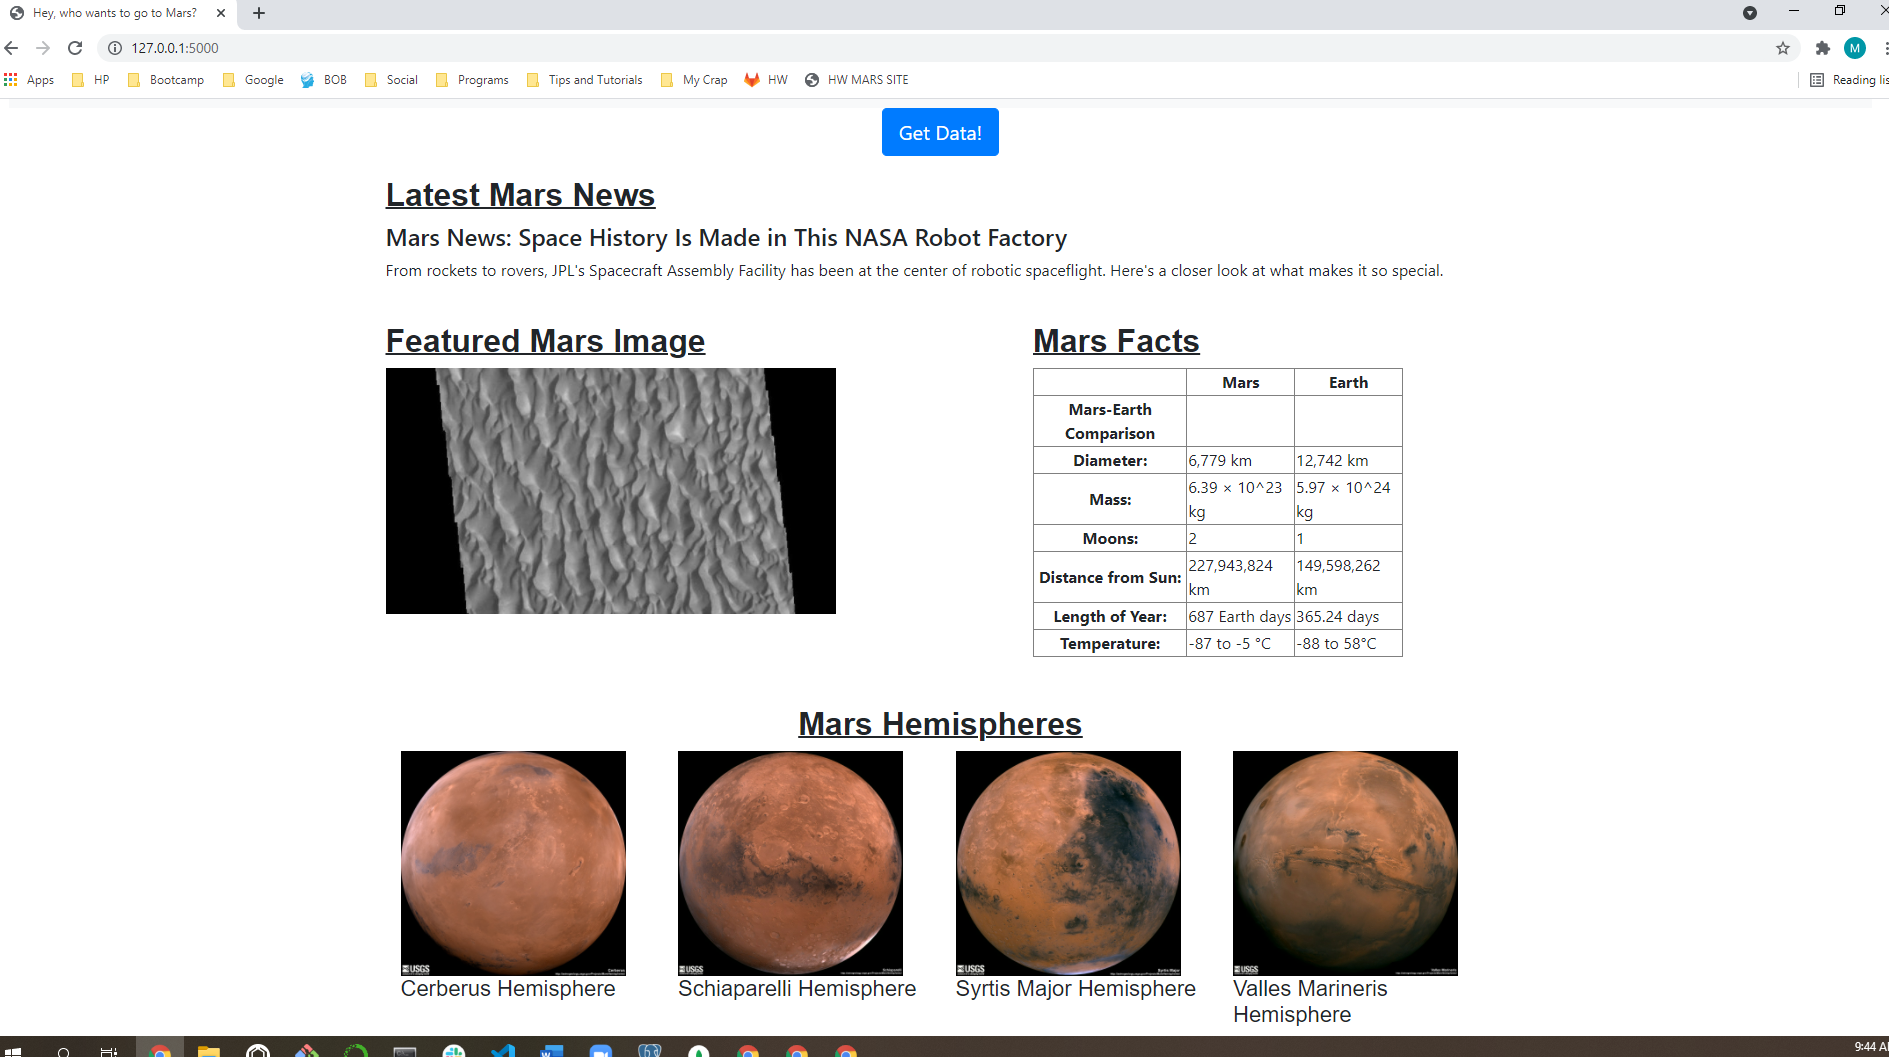 Hey, who wants to go to Mars?
127.0.0.1:5000
M
Apps HP Bootcamp Google BOB Social Programs Tips and Tutorials My Crap HW HW MARS SITE Reading lis
Get Data!
Latest Mars News
Mars News: Space History Is Made in This NASA Robot Factory
From rockets to rovers, JPL's Spacecraft Assembly Facility has been at the center of robotic spaceflight. Here's a closer look at what makes it so special.
Featured Mars Image
Mars Facts
Mars Earth
Mars-Earth
Comparison
Diameter: 6,779 km 12,742 km
Mass: 6.39 × 10^23 kg 5.97 × 10^24 kg
Moons: 2 1
Distance from Sun: 227,943,824 km 149,598,262 km
Length of Year: 687 Earth days 365.24 days
Temperature: -87 to -5 °C -88 to 58°C
Mars Hemispheres
USGS Cerberus
USGS Schiaparelli
USGS Syrtis Major
USGS Valles Marineris
Cerberus Hemisphere
Schiaparelli Hemisphere
Syrtis Major Hemisphere
Valles Marineris
Hemisphere
9:44 A